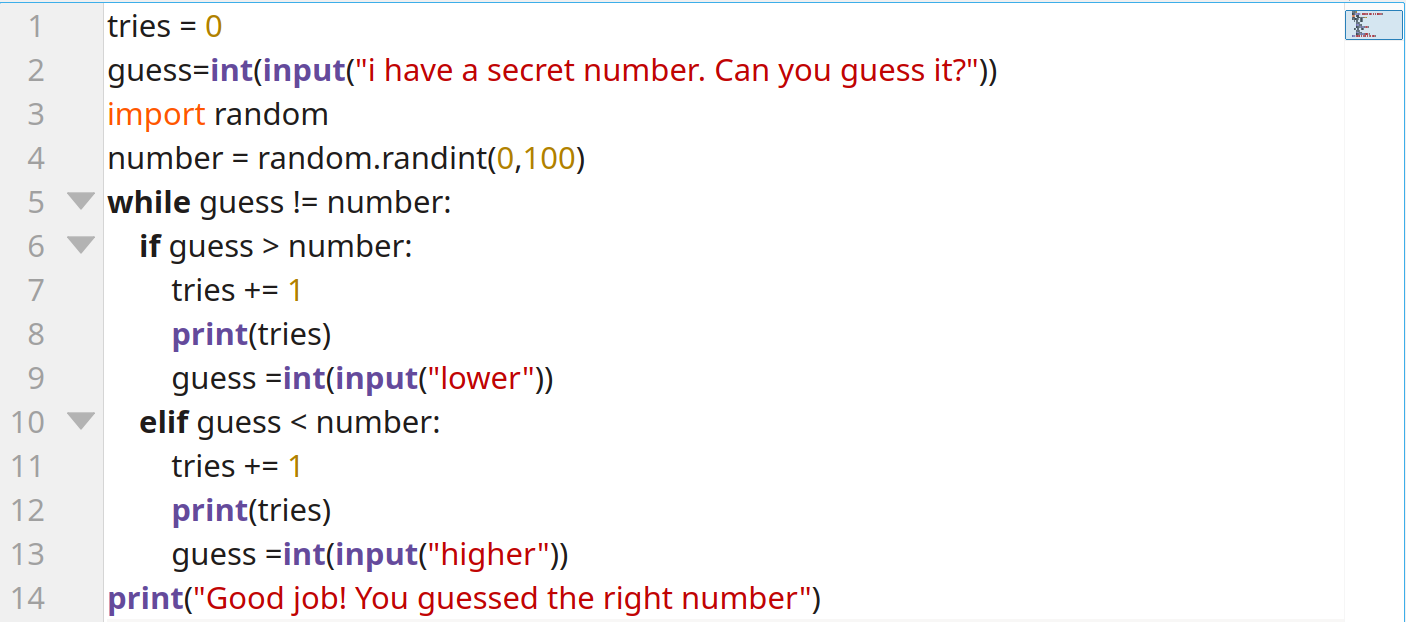 1 tries = 0
2 guess=int(input("i have a secret number. Can you guess it?"))
3 import random
4 number = random.randint(0,100)
5 while guess != number:
6     if guess > number:
7         tries += 1
8         print(tries)
9         guess =int(input("lower"))
10     elif guess < number:
11         tries += 1
12         print(tries)
13         guess =int(input("higher"))
14 print("Good job! You guessed the right number")